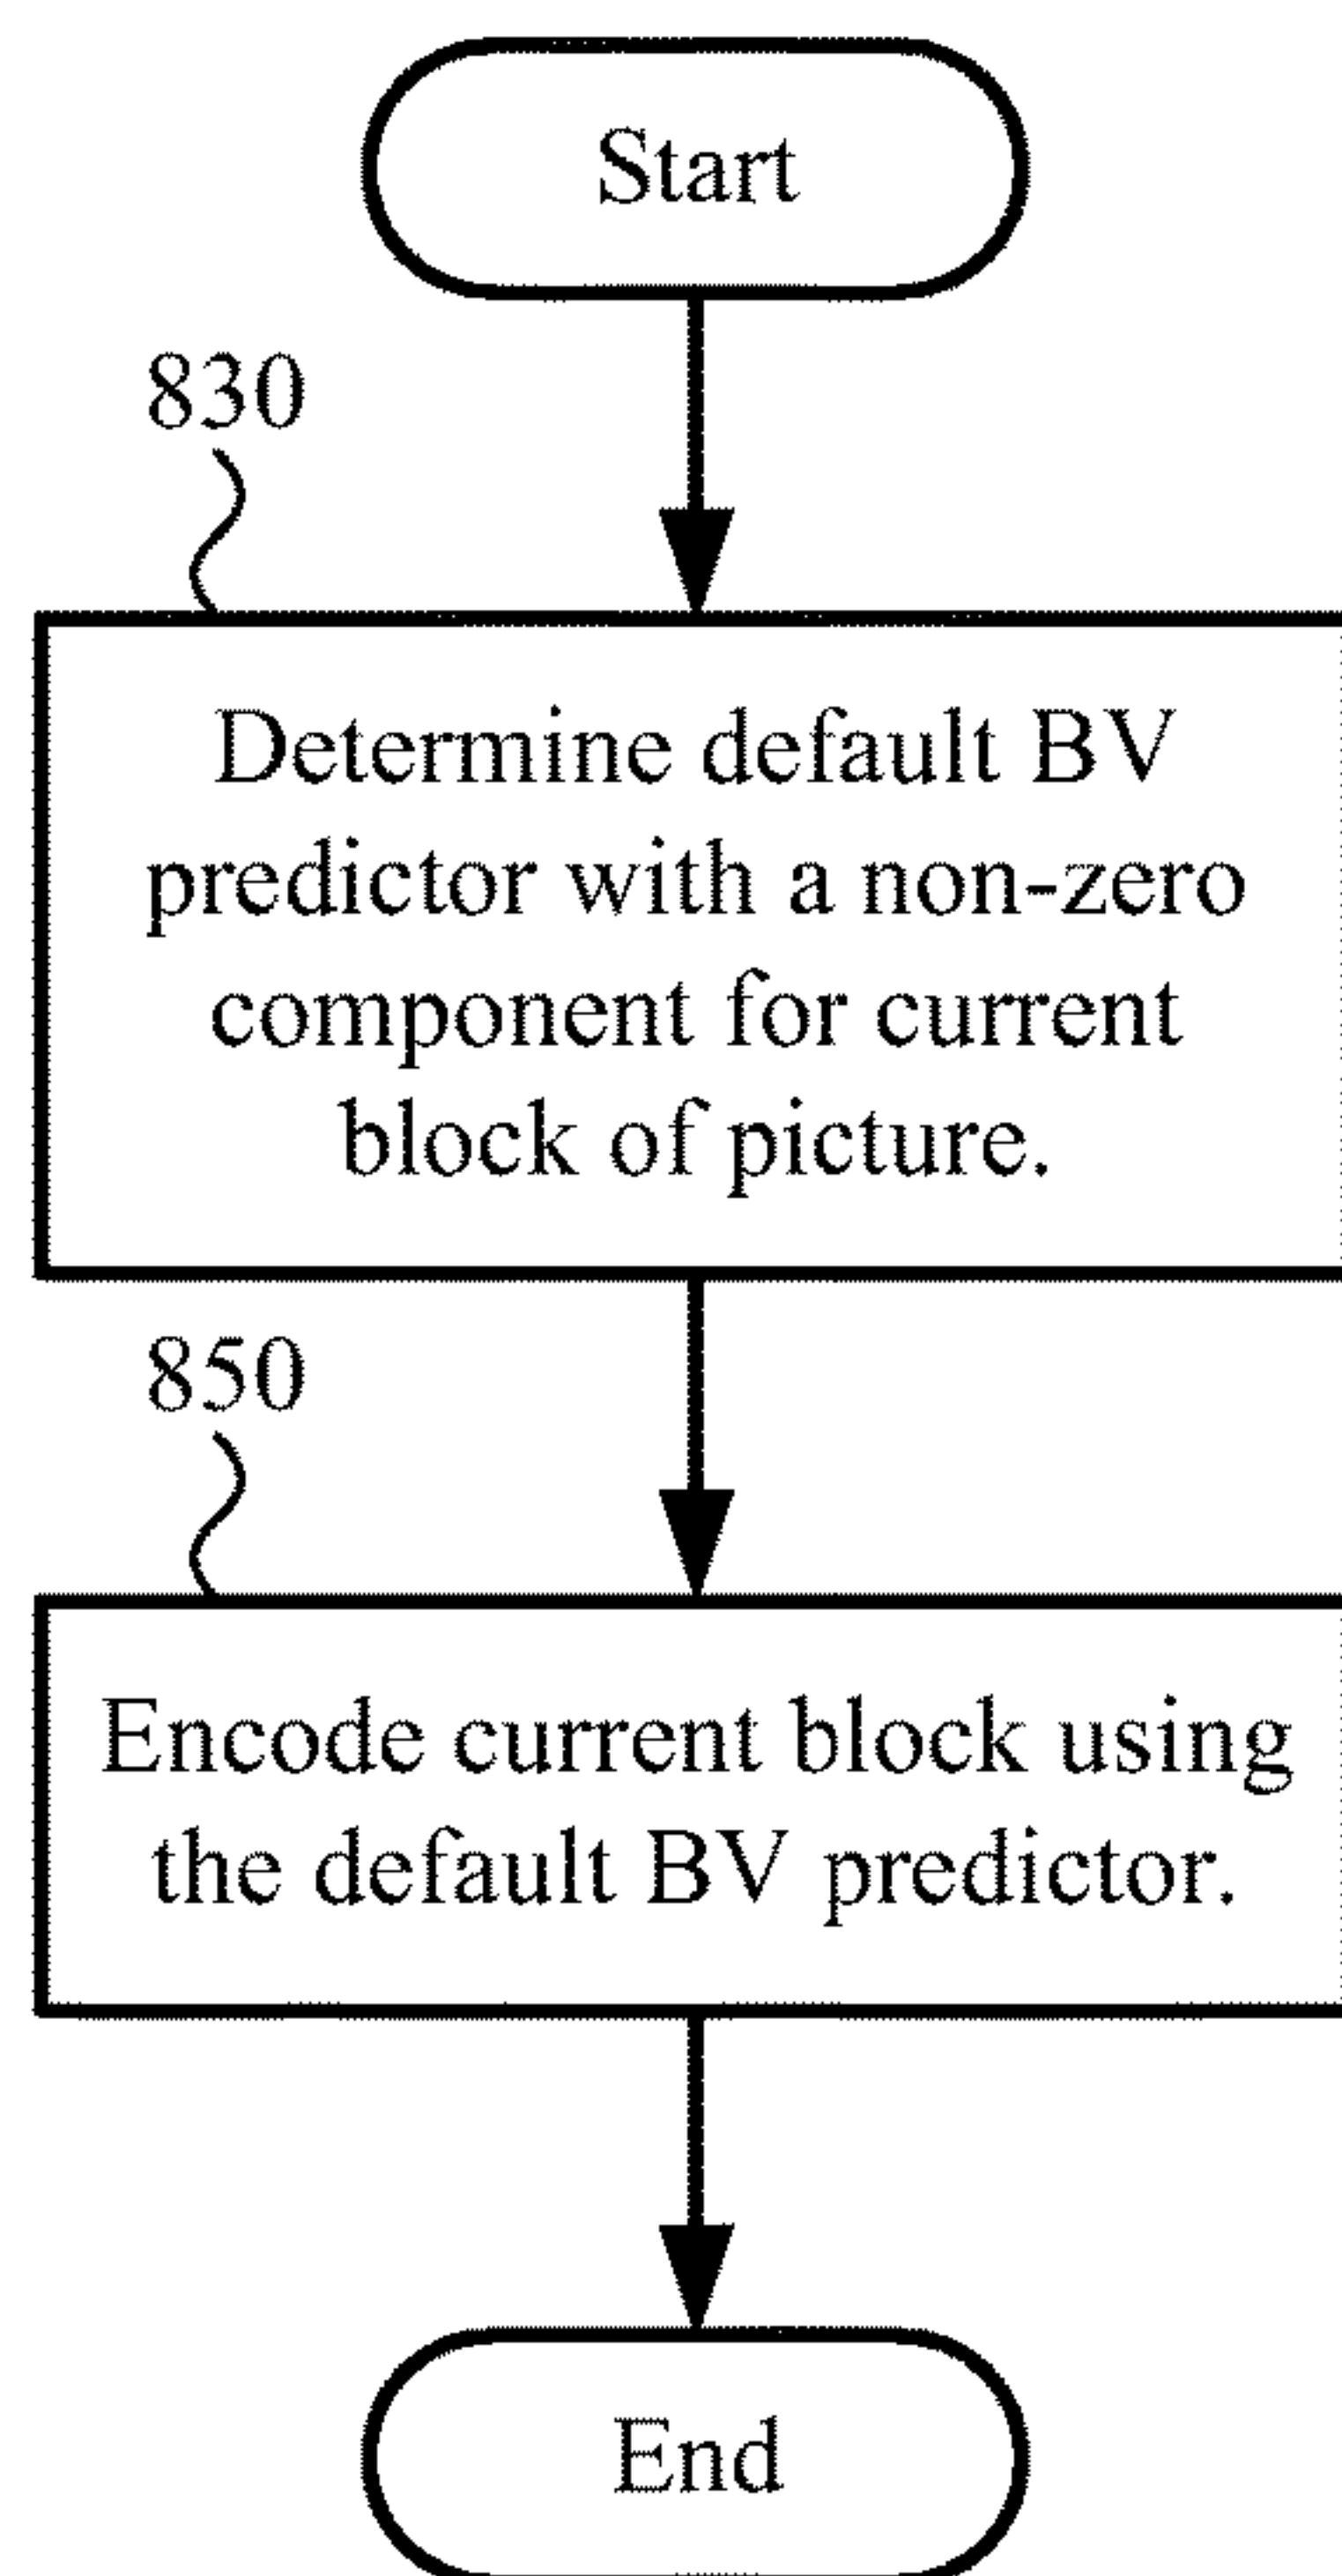 Start
830
Determine default BV
predictor with a non-zero
component for current
block of picture.
850
Encode current block using
the default BV predictor.
End